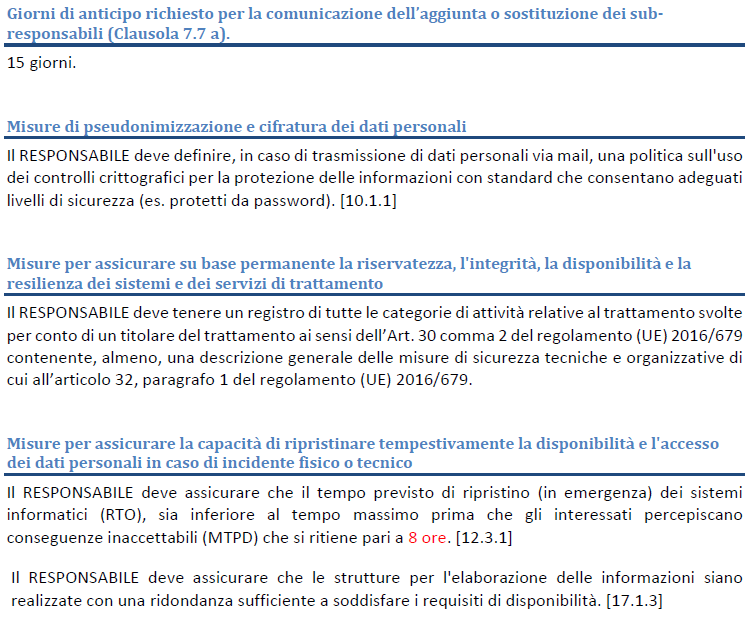 Giorni di anticipo richiesto per la comunicazione dell’aggiunta o sostituzione dei sub-
responsabili (Clausola 7.7 a).
15 giorni.
Misure di pseudonimizzazione e cifratura dei dati personali
Il RESPONSABILE deve definire, in caso di trasmissione di dati personali via mail, una politica sull'uso
dei controlli crittografici per la protezione delle informazioni con standard che consentano adeguati
livelli di sicurezza (es. protetti da password). [10.1.1]
Misure per assicurare su base permanente la riservatezza, l'integrità, la disponibilità e la
resilienza dei sistemi e dei servizi di trattamento
Il RESPONSABILE deve tenere un registro di tutte le categorie di attività relative al trattamento svolte
per conto di un titolare del trattamento ai sensi dell’Art. 30 comma 2 del regolamento (UE) 2016/679
contenente, almeno, una descrizione generale delle misure di sicurezza tecniche e organizzative di
cui all’articolo 32, paragrafo 1 del regolamento (UE) 2016/679.
Misure per assicurare la capacità di ripristinare tempestivamente la disponibilità e l'accesso
dei dati personali in caso di incidente fisico o tecnico
Il RESPONSABILE deve assicurare che il tempo previsto di ripristino (in emergenza) dei sistemi
informatici (RTO), sia inferiore al tempo massimo prima che gli interessati percepiscano
conseguenze inaccettabili (MTPD) che si ritiene pari a 8 ore. [12.3.1]
Il RESPONSABILE deve assicurare che le strutture per l'elaborazione delle informazioni siano
realizzate con una ridondanza sufficiente a soddisfare i requisiti di disponibilità. [17.1.3]